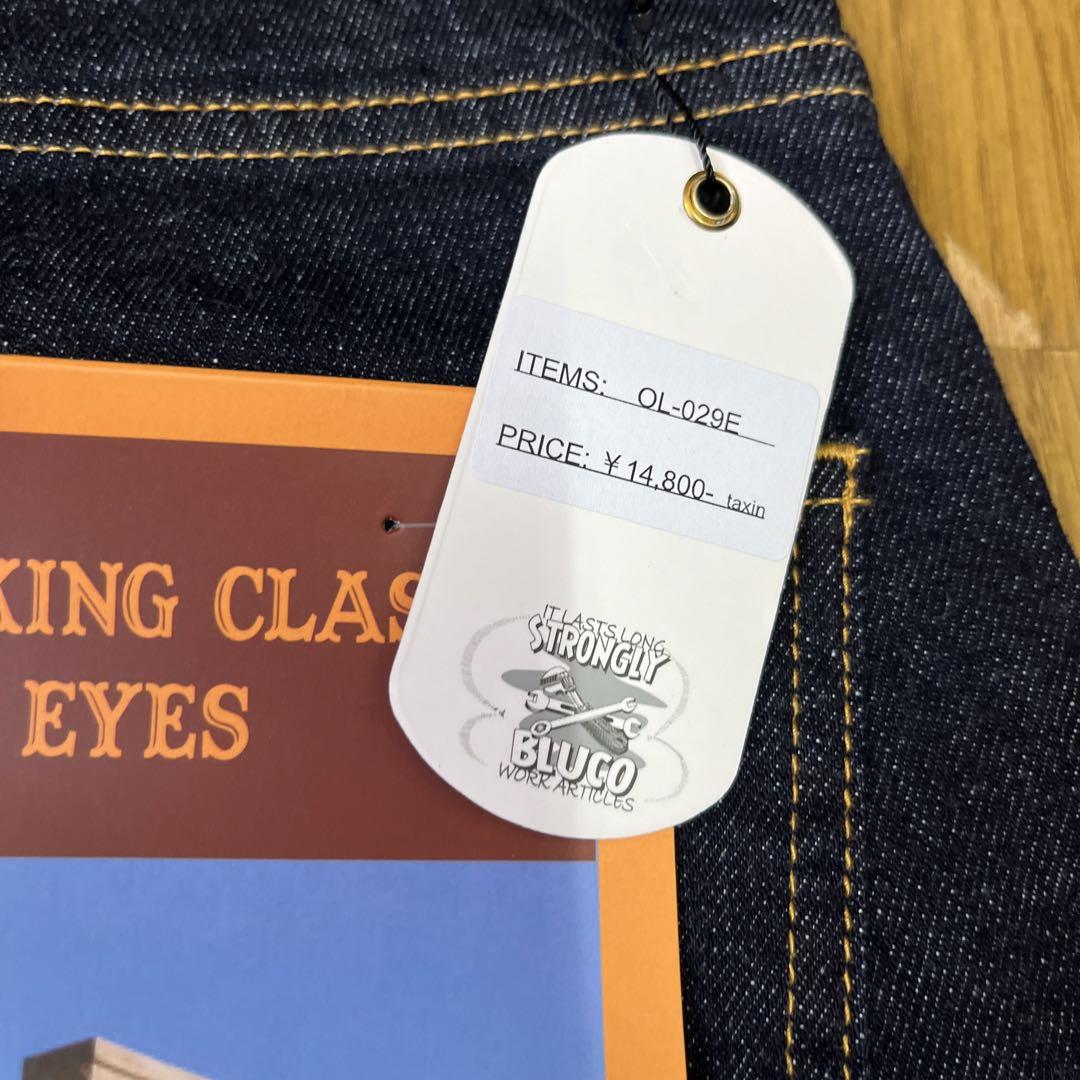 ITEMS: OL-029E
PRICE: ¥14,800- taxin
KING CLAS
EYES
IT LASTS LONG
STRONGLY
BLUCO
WORK ARTICLES